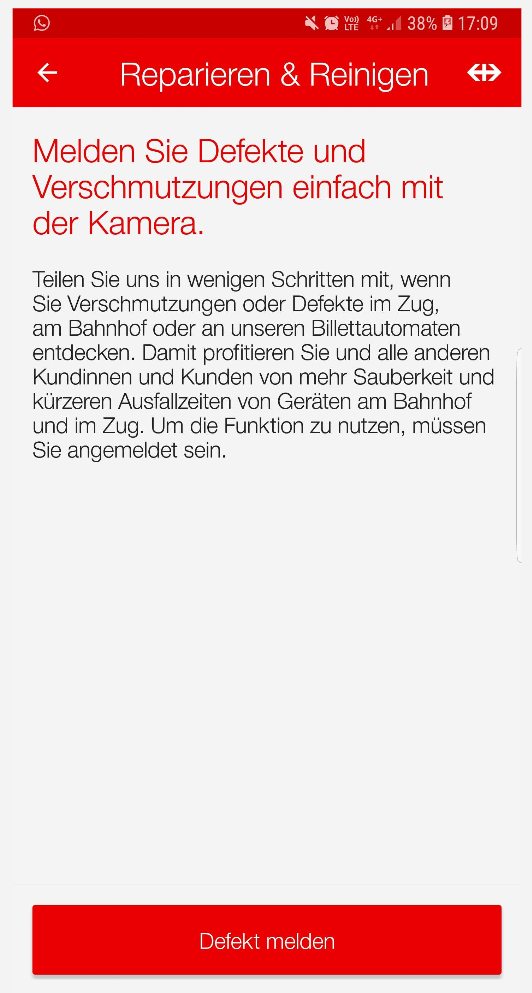 Voo) LTE 4G+ 38% 17:09
Reparieren & Reinigen
Melden Sie Defekte und
Verschmutzungen einfach mit
der Kamera.
Teilen Sie uns in wenigen Schritten mit, wenn
Sie Verschmutzungen oder Defekte im Zug,
am Bahnhof oder an unseren Billettautomaten
entdecken. Damit profitieren Sie und alle anderen
Kundinnen und Kunden von mehr Sauberkeit und
kürzeren Ausfallzeiten von Geräten am Bahnhof
und im Zug. Um die Funktion zu nutzen, müssen
Sie angemeldet sein.
Defekt melden